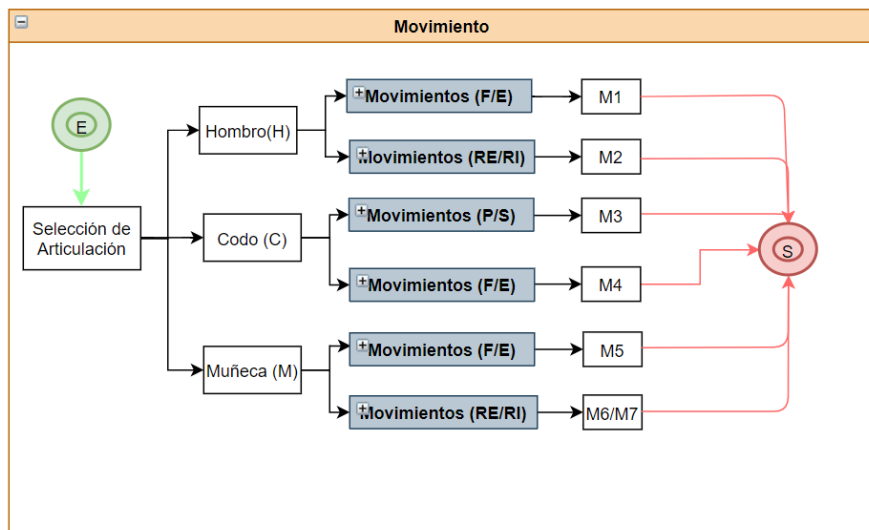 Movimiento
E
Selección de
Articulación
Hombro(H)
Movimientos (F/E)
M1
Movimientos (RE/RI)
M2
Codo (C)
Movimientos (P/S)
M3
Movimientos (F/E)
M4
Muñeca (M)
Movimientos (F/E)
M5
Movimientos (RE/RI)
M6/M7
S